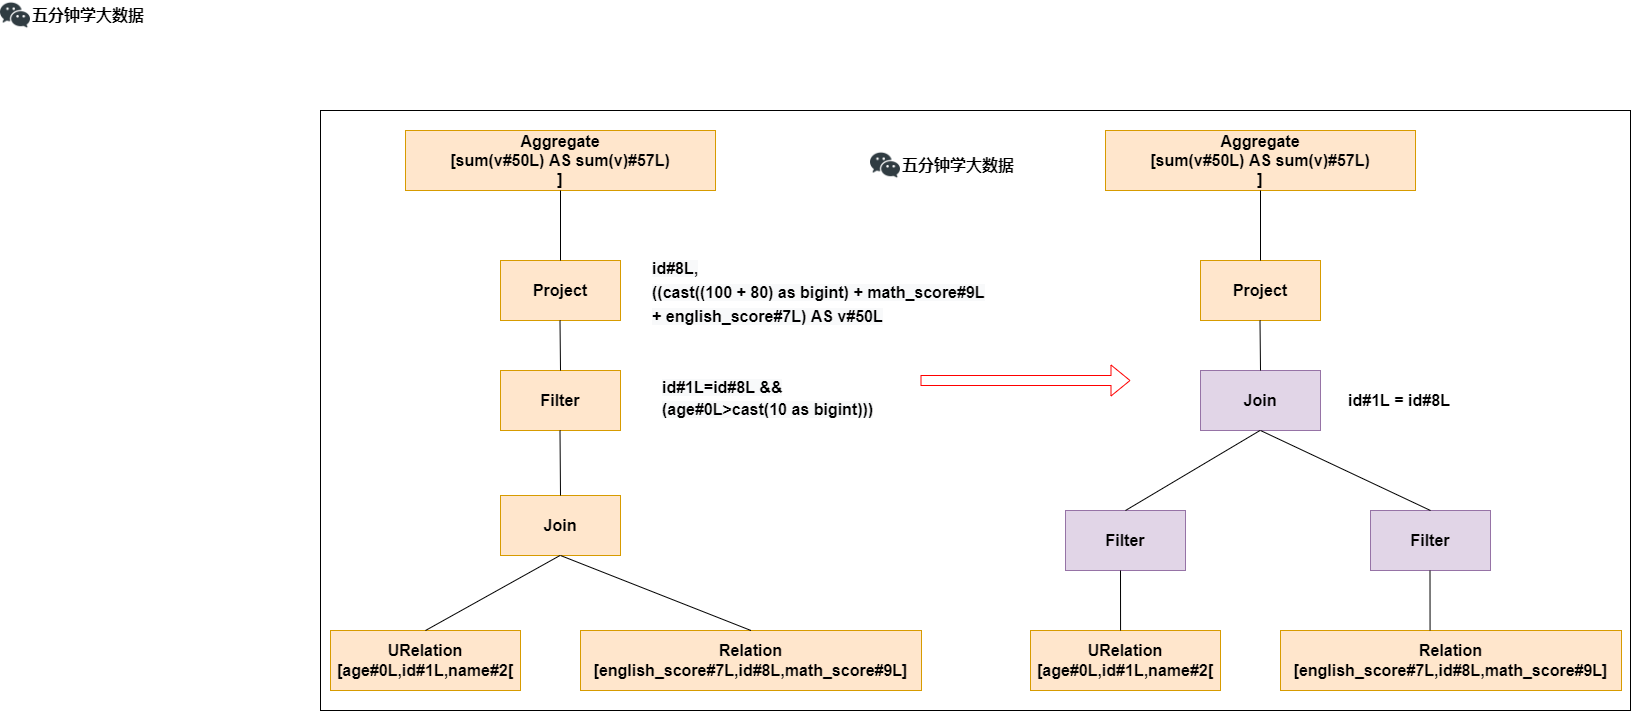 五分钟学大数据
Aggregate
[sum(v#50L) AS sum(v)#57L)
]
Project
id#8L,
((cast((100 + 80) as bigint) + math_score#9L
+ english_score#7L) AS v#50L
Filter
id#1L=id#8L &&
(age#0L>cast(10 as bigint)))
Join
URelation
[age#0L,id#1L,name#2[
Relation
[english_score#7L,id#8L,math_score#9L]
五分钟学大数据
Aggregate
[sum(v#50L) AS sum(v)#57L)
]
Project
Join
id#1L = id#8L
Filter
Filter
URelation
[age#0L,id#1L,name#2[
Relation
[english_score#7L,id#8L,math_score#9L]